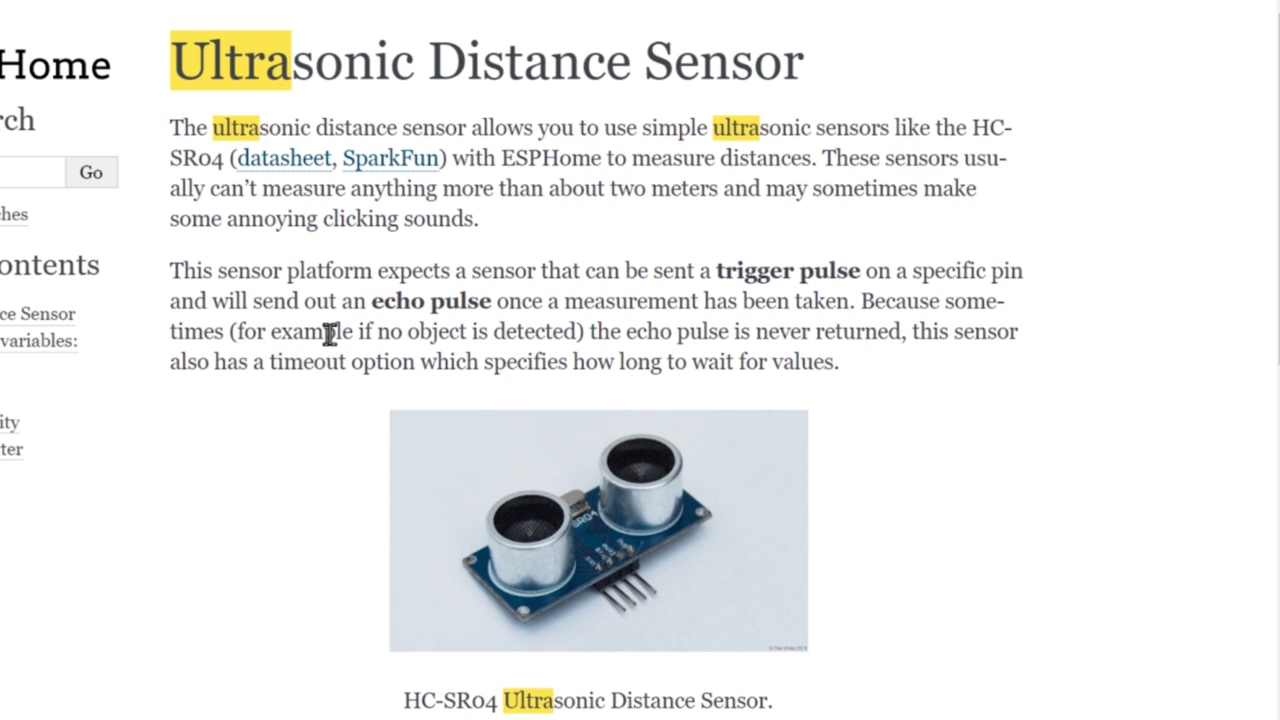 Home
Ultrasonic Distance Sensor
rch
Go
ches
ontents
ce Sensor
variables:
ity
ter
The ultrasonic distance sensor allows you to use simple ultrasonic sensors like the HC-
SR04 (datasheet, SparkFun) with ESPHome to measure distances. These sensors usu-
ally can’t measure anything more than about two meters and may sometimes make
some annoying clicking sounds.
This sensor platform expects a sensor that can be sent a trigger pulse on a specific pin
and will send out an echo pulse once a measurement has been taken. Because some-
times (for example if no object is detected) the echo pulse is never returned, this sensor
also has a timeout option which specifies how long to wait for values.
SR04
HC-SR04 Ultrasonic Distance Sensor.